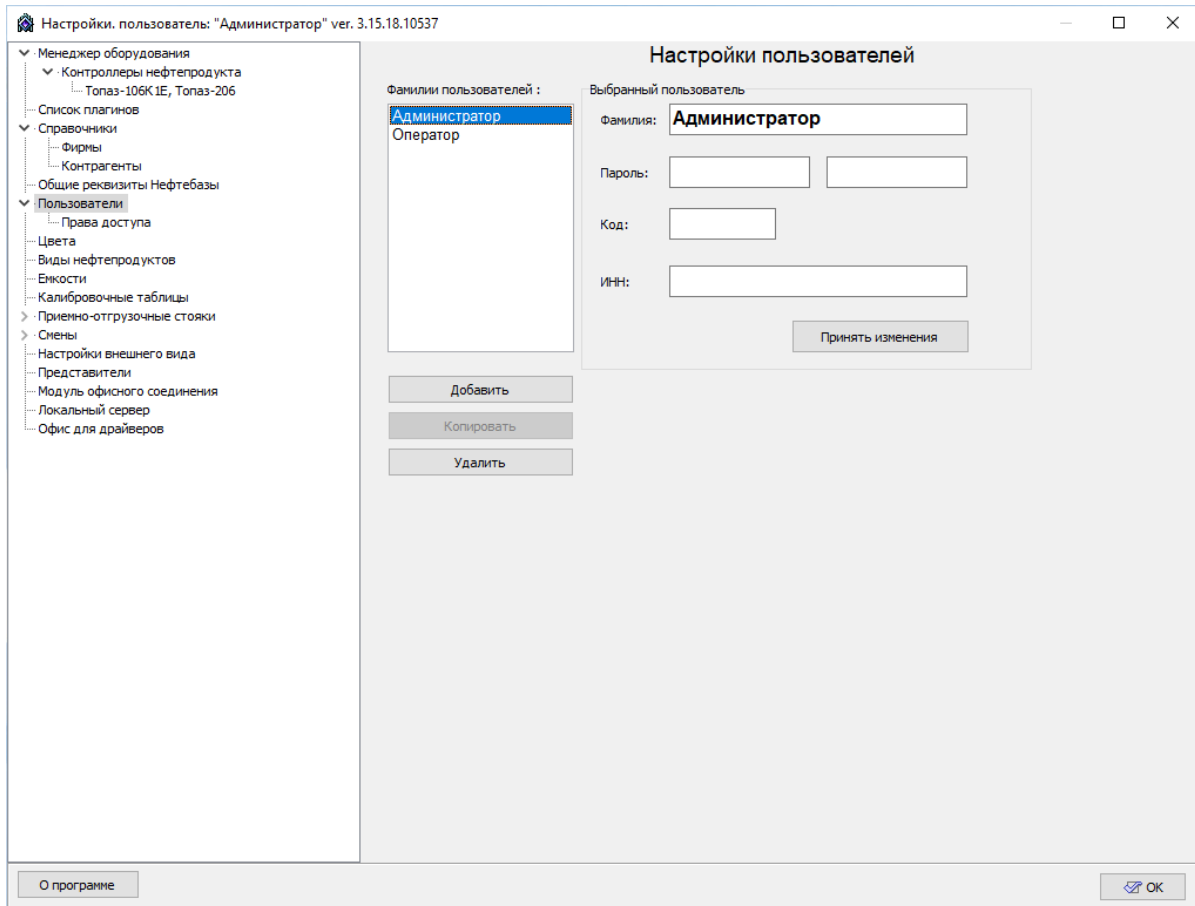 Настройки. пользователь: "Администратор" ver. 3.15.18.10537
Менеджер оборудования
Контроллеры нефтепродукта
Топаз-106К1Е, Топаз-206
Список плагинов
Справочники
Фирмы
Контрагенты
Общие реквизиты Нефтебазы
Пользователи
Права доступа
Цвета
Виды нефтепродуктов
Емкости
Калибровочные таблицы
Приемно-отгрузочные стояки
Смены
Настройки внешнего вида
Представители
Модуль офисного соединения
Локальный сервер
Офис для драйверов
Настройки пользователей
Фамилии пользователей :
Администратор
Оператор
Добавить
Копировать
Удалить
Выбранный пользователь
Фамилия: Администратор
Пароль:
Код:
ИНН:
Принять изменения
О программе
OK